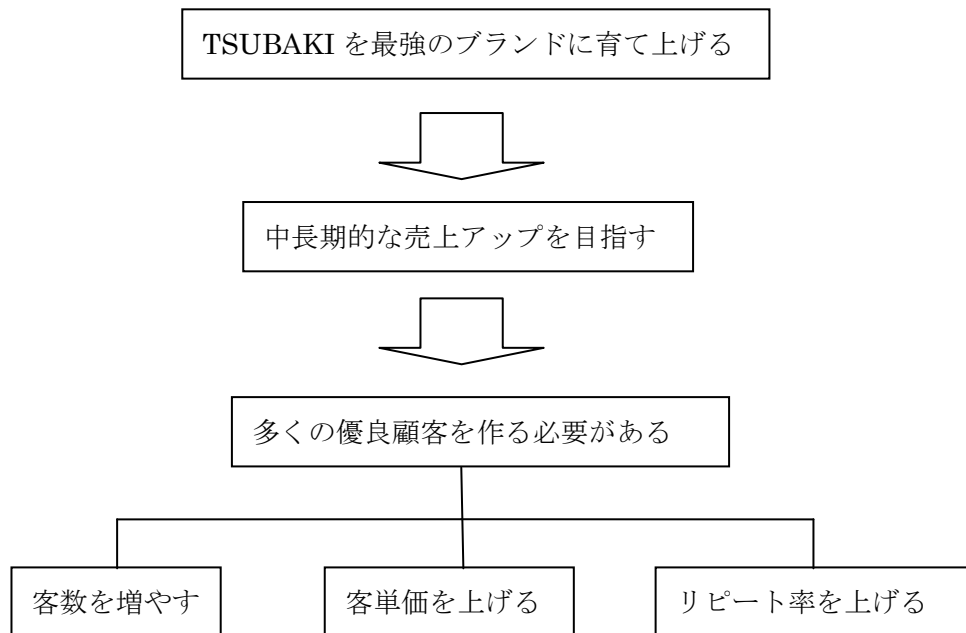 TSUBAKI を最強のブランドに育て上げる
中長期的な売上アップを目指す
多くの優良顧客を作る必要がある
客数を増やす
客単価を上げる
リピート率を上げる